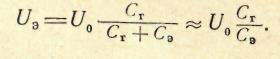 Uэ = U₀ Cг / (Cг + Cэ) ≈ U₀ Cг / Cэ.